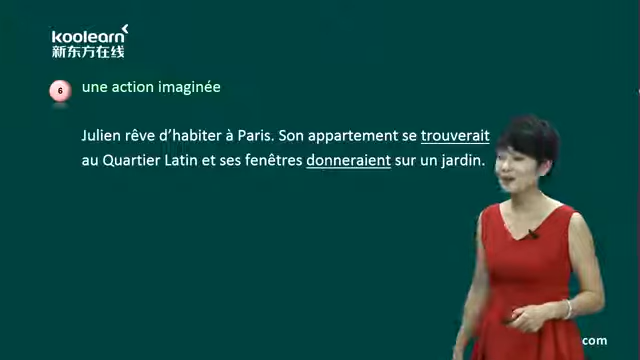 koolearn
新东方在线
6
une action imaginée
Julien rêve d'habiter à Paris. Son appartement se trouverait
au Quartier Latin et ses fenêtres donneraient sur un jardin.
com